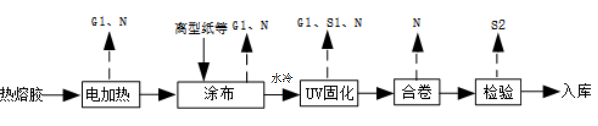 G1、N
离型纸等
G1、N
G1、S1、N
N
S2
热熔胶
电加热
涂布
水冷
UV固化
合卷
检验
入库